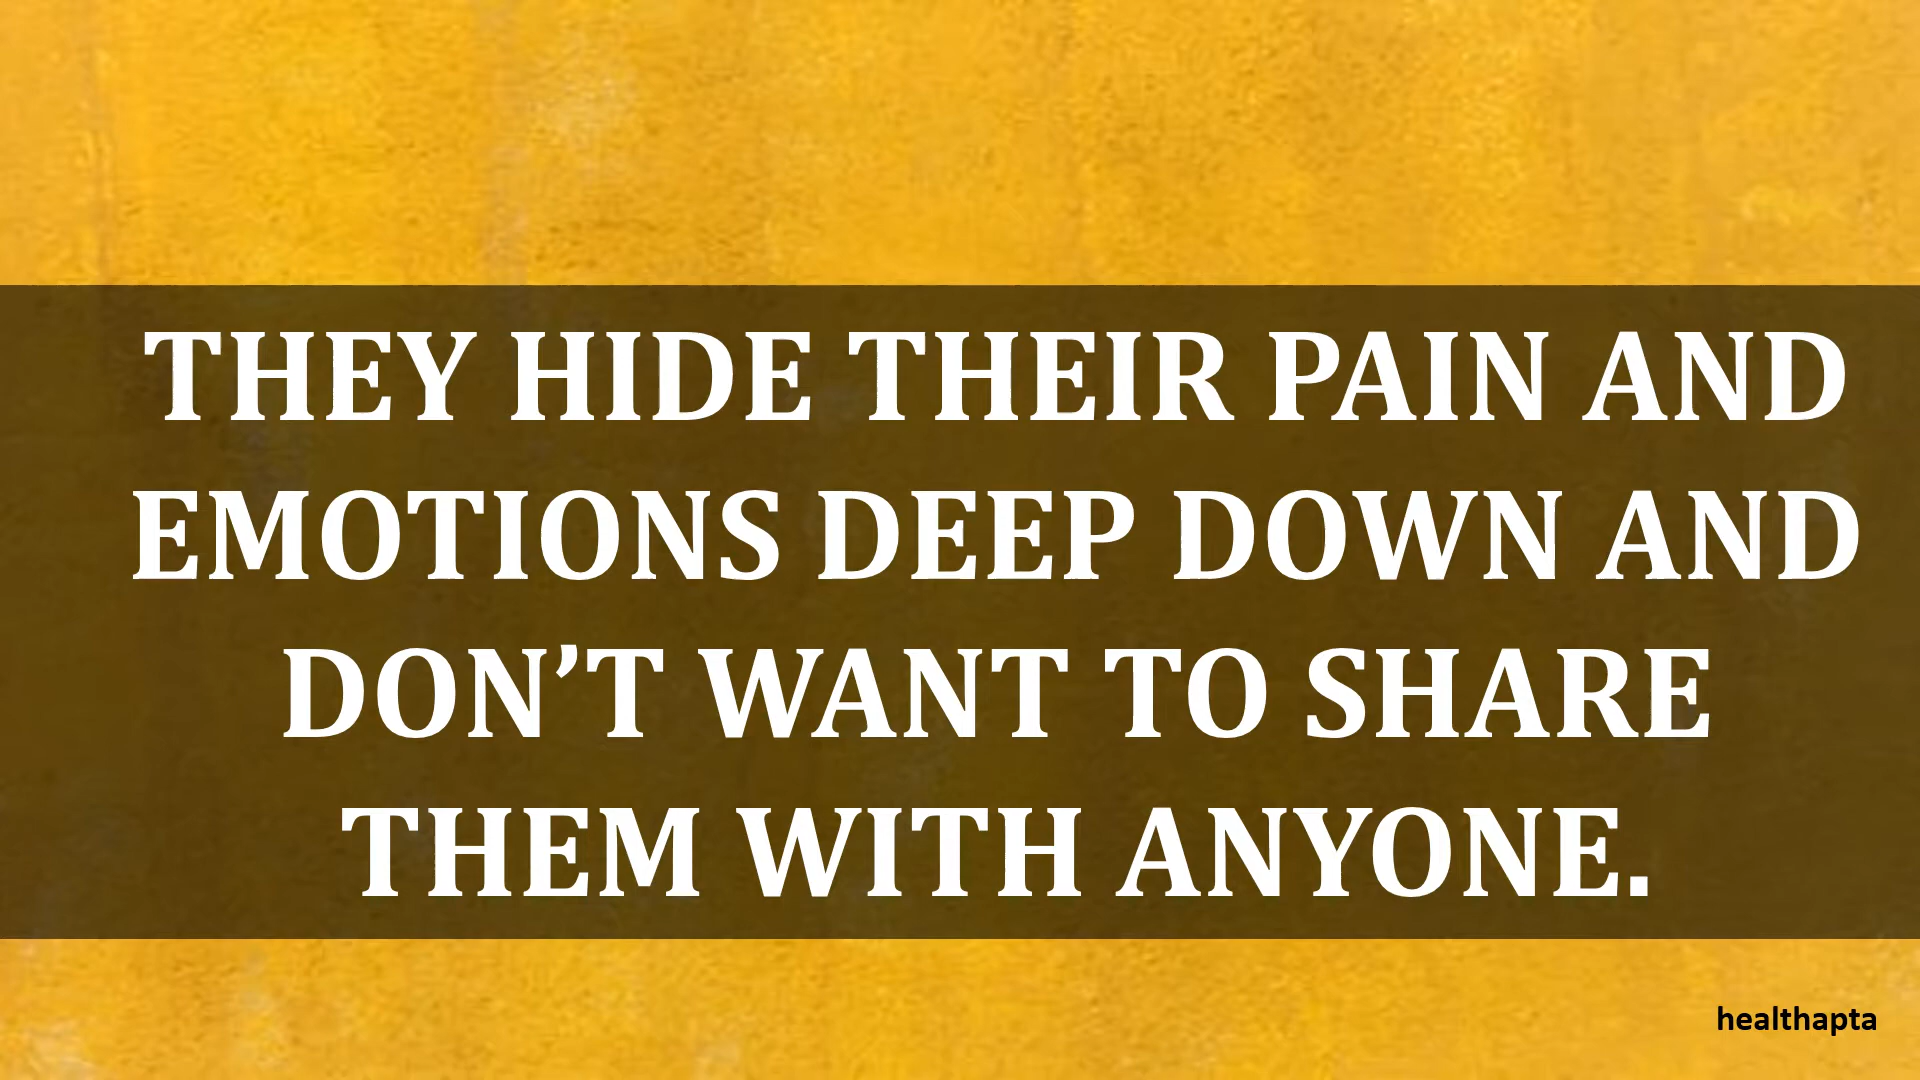 THEY HIDE THEIR PAIN AND
EMOTIONS DEEP DOWN AND
DON’T WANT TO SHARE
THEM WITH ANYONE.
healthapta